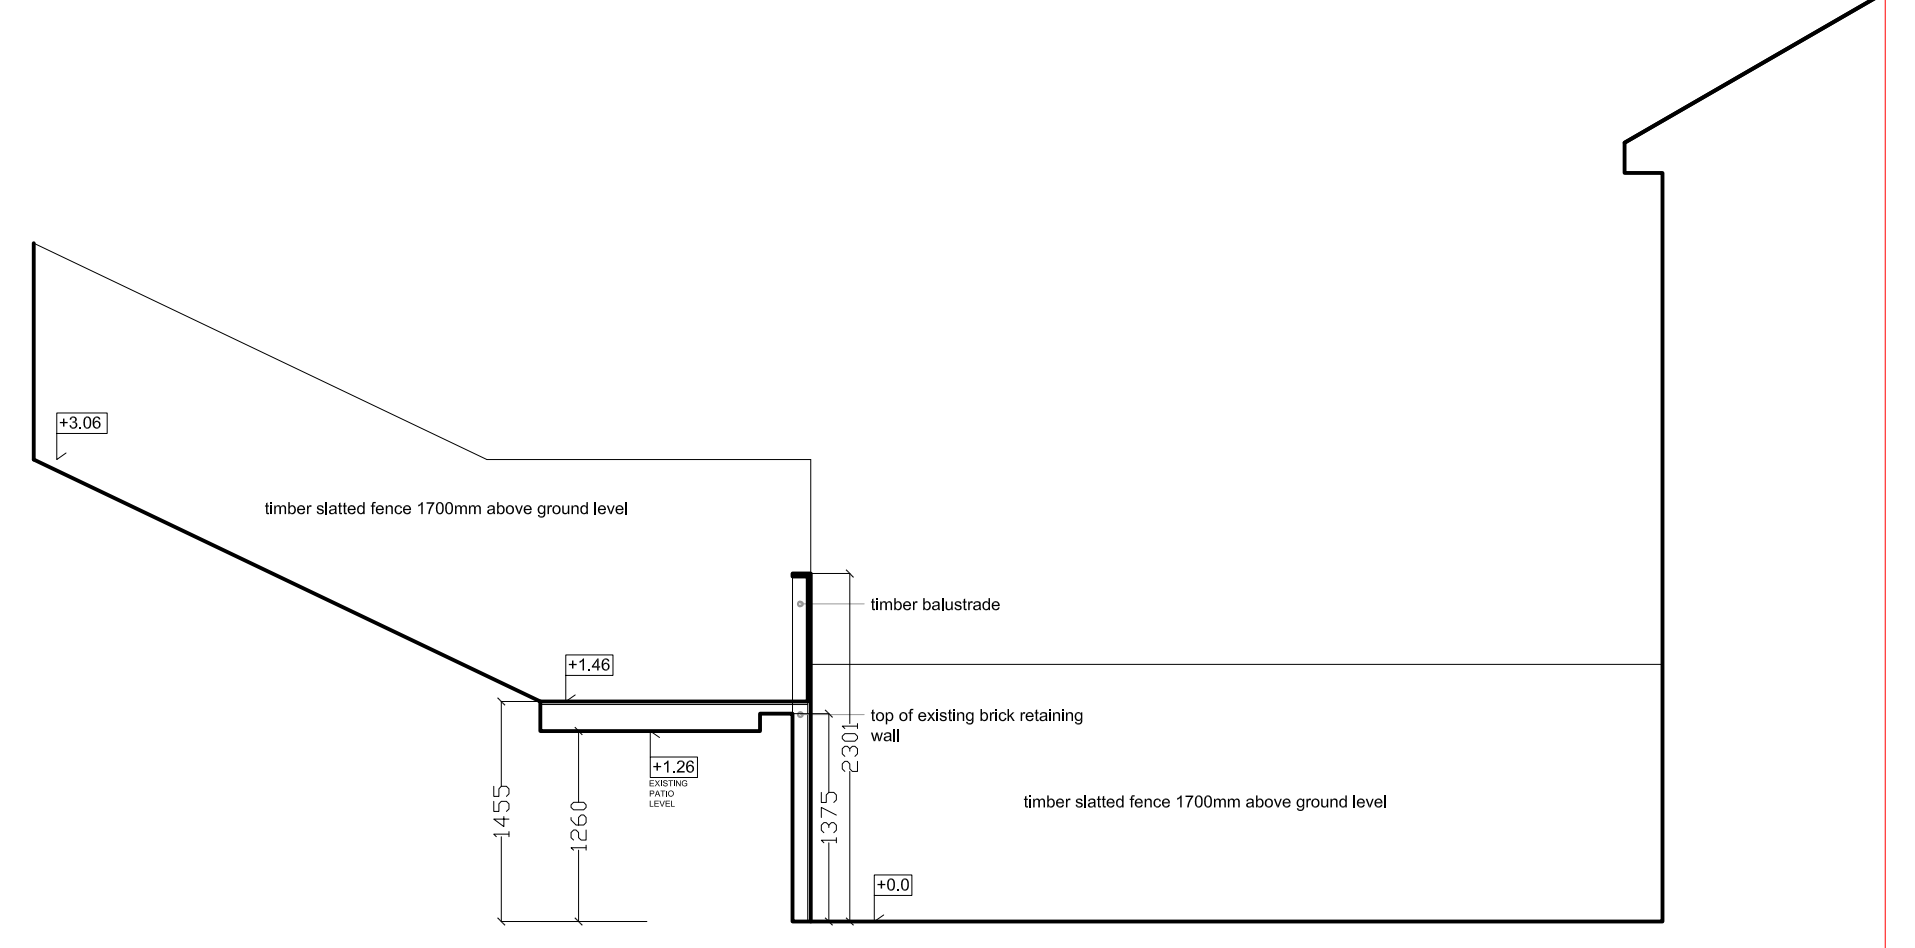 +3.06
timber slatted fence 1700mm above ground level
timber balustrade
+1.46
top of existing brick retaining
wall
2301
+1.26
EXISTING
PATIO
LEVEL
1455
1260
1375
timber slatted fence 1700mm above ground level
+0.0